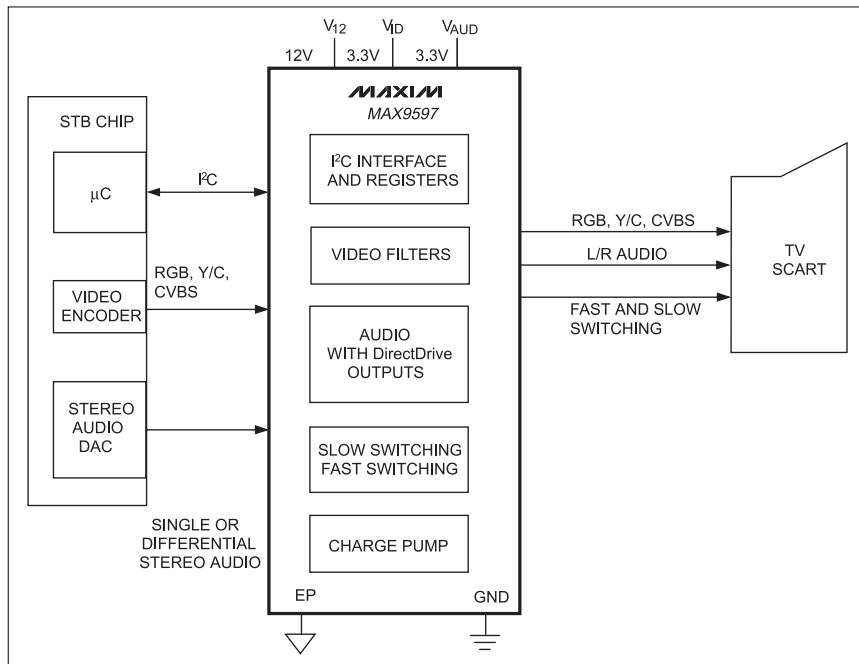 V12
VID
VAUD
12V
3.3V
3.3V
MAXIM
MAX9597
STB CHIP
μC
I²C
VIDEO
ENCODER
RGB, Y/C,
CVBS
STEREO
AUDIO
DAC
SINGLE OR
DIFFERENTIAL
STEREO AUDIO
I²C INTERFACE
AND REGISTERS
VIDEO FILTERS
AUDIO
WITH DirectDrive
OUTPUTS
SLOW SWITCHING
FAST SWITCHING
CHARGE PUMP
EP
GND
RGB, Y/C, CVBS
L/R AUDIO
FAST AND SLOW
SWITCHING
TV
SCART